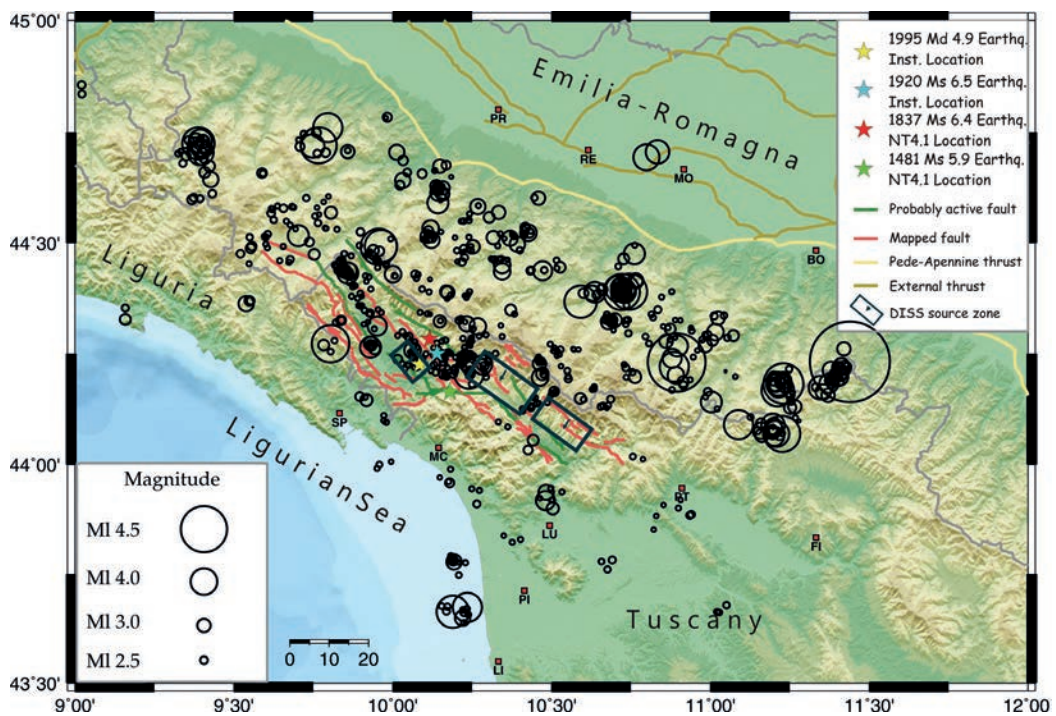 45°00'
44°30'
44°00'
43°30'
9°00'
9°30'
10°00'
10°30'
11°00'
11°30'
12°00'
Emilia-Romagna
Liguria
Ligurian Sea
Tuscany
PR
RE
MO
BO
SP
MC
LU
PT
FI
PI
LI
1995 Md 4.9 Earthq.
Inst. Location
1920 Ms 6.5 Earthq.
Inst. Location
1837 Ms 6.4 Earthq.
NT4.1 Location
1481 Ms 5.9 Earthq.
NT4.1 Location
Probably active fault
Mapped fault
Pede-Apennine thrust
External thrust
DISS source zone
Magnitude
Ml 4.5
Ml 4.0
Ml 3.0
Ml 2.5
0 10 20